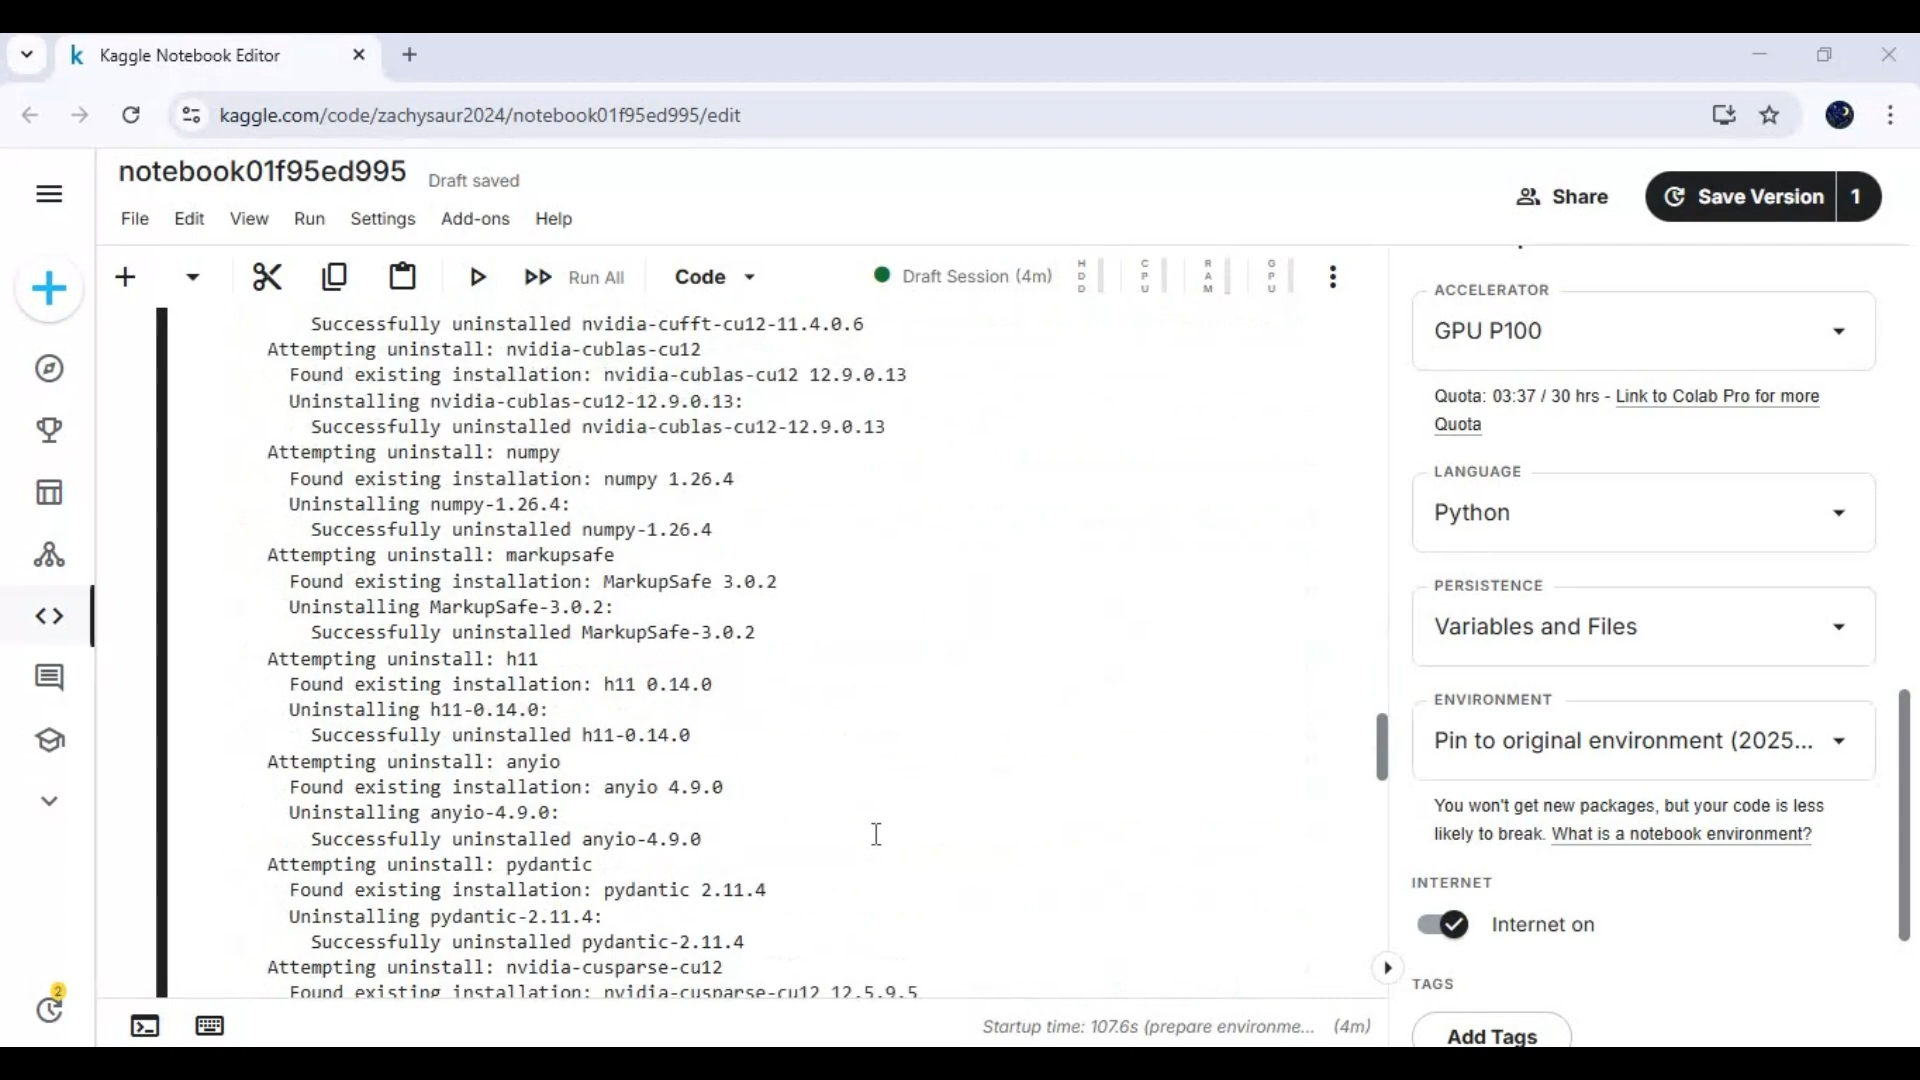 Kaggle Notebook Editor
kaggle.com/code/zachysaur2024/notebook01f95ed995/edit
notebook01f95ed995 Draft saved
File Edit View Run Settings Add-ons Help
Share
Save Version 1
Run All
Code
Draft Session (4m)
HDD
CPU
RAM
GPU
Successfully uninstalled nvidia-cufft-cu12-11.4.0.6
Attempting uninstall: nvidia-cublas-cu12
Found existing installation: nvidia-cublas-cu12 12.9.0.13
Uninstalling nvidia-cublas-cu12-12.9.0.13:
Successfully uninstalled nvidia-cublas-cu12-12.9.0.13
Attempting uninstall: numpy
Found existing installation: numpy 1.26.4
Uninstalling numpy-1.26.4:
Successfully uninstalled numpy-1.26.4
Attempting uninstall: markupsafe
Found existing installation: MarkupSafe 3.0.2
Uninstalling MarkupSafe-3.0.2:
Successfully uninstalled MarkupSafe-3.0.2
Attempting uninstall: h11
Found existing installation: h11 0.14.0
Uninstalling h11-0.14.0:
Successfully uninstalled h11-0.14.0
Attempting uninstall: anyio
Found existing installation: anyio 4.9.0
Uninstalling anyio-4.9.0:
Successfully uninstalled anyio-4.9.0
Attempting uninstall: pydantic
Found existing installation: pydantic 2.11.4
Uninstalling pydantic-2.11.4:
Successfully uninstalled pydantic-2.11.4
Attempting uninstall: nvidia-cusparse-cu12
Found existing installation: nvidia-cusparse-cu12 12.5.9.5
Startup time: 107.6s (prepare environme... (4m)
ACCELERATOR
GPU P100
Quota: 03:37 / 30 hrs - Link to Colab Pro for more
Quota
LANGUAGE
Python
PERSISTENCE
Variables and Files
ENVIRONMENT
Pin to original environment (2025...
You won't get new packages, but your code is less
likely to break. What is a notebook environment?
INTERNET
Internet on
TAGS
Add Tags
2